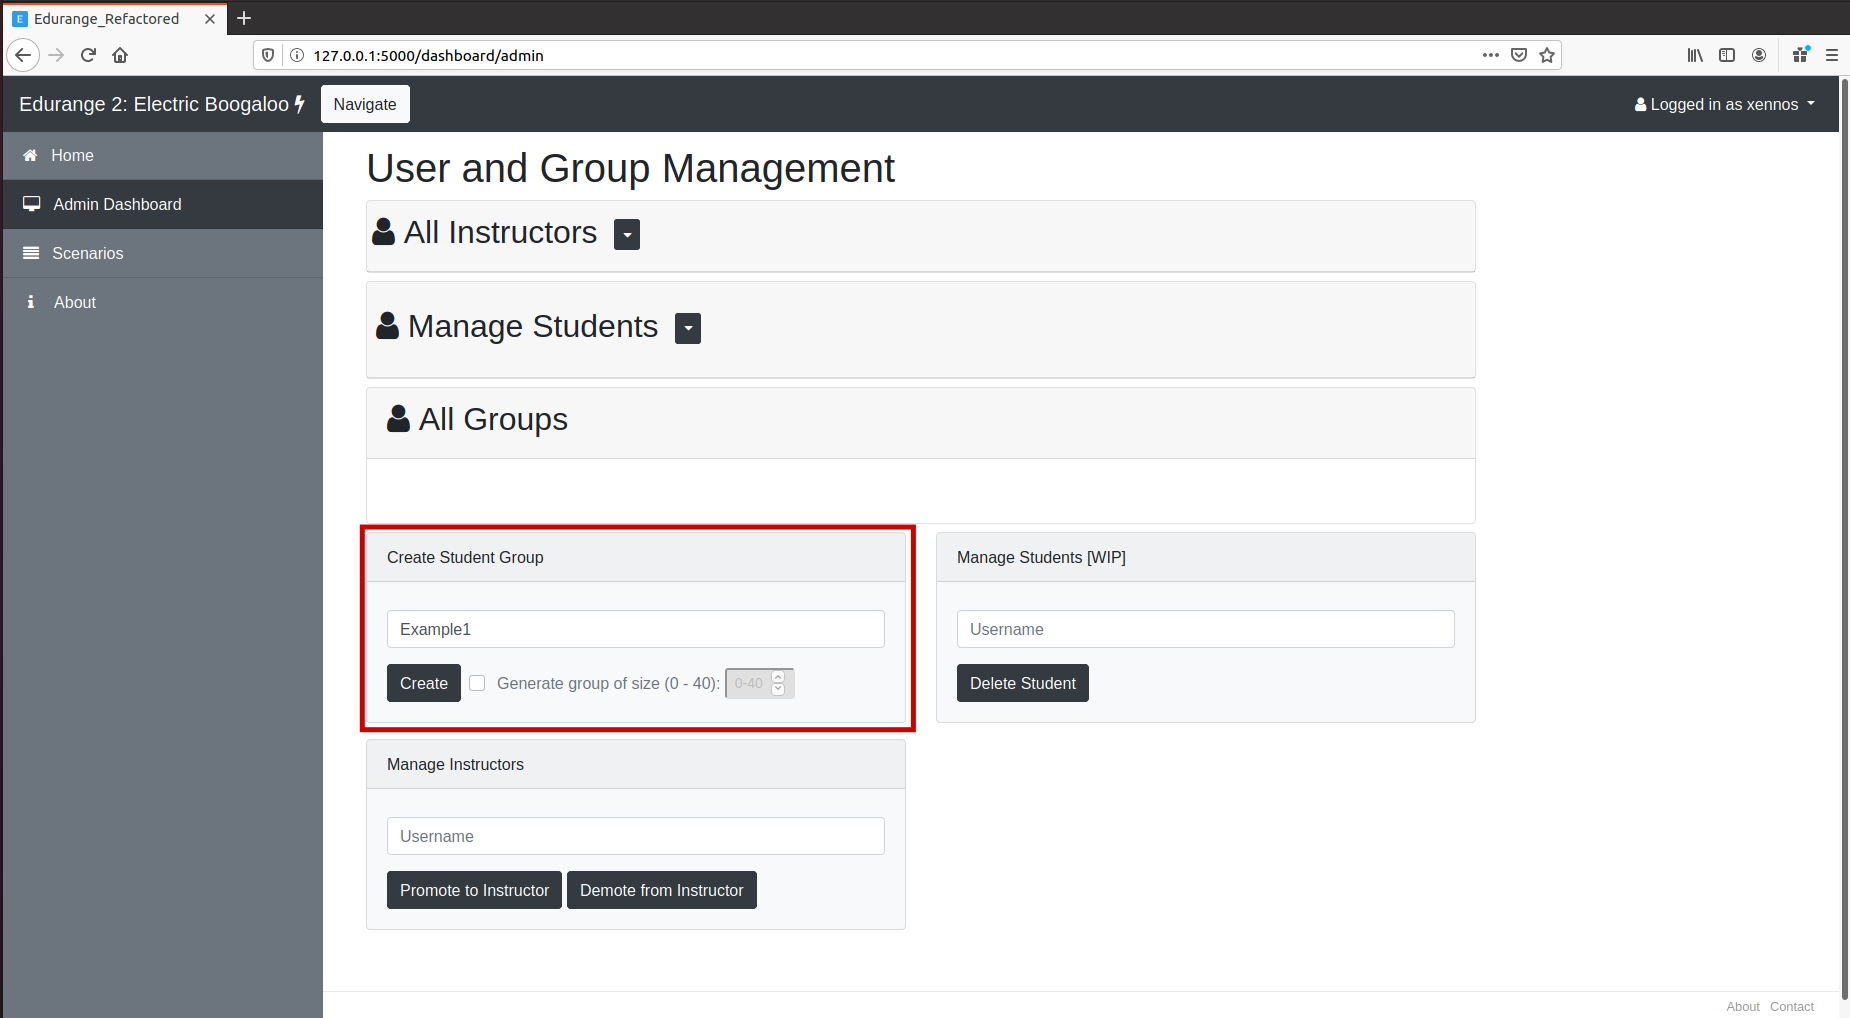 Edurange_Refactored
127.0.0.1:5000/dashboard/admin
Edurange 2: Electric Boogaloo
Navigate
Logged in as xennos
Home
Admin Dashboard
Scenarios
About
User and Group Management
All Instructors
Manage Students
All Groups
Create Student Group
Example1
Create
Generate group of size (0 - 40):
0-40
Manage Students [WIP]
Username
Delete Student
Manage Instructors
Username
Promote to Instructor
Demote from Instructor
About
Contact